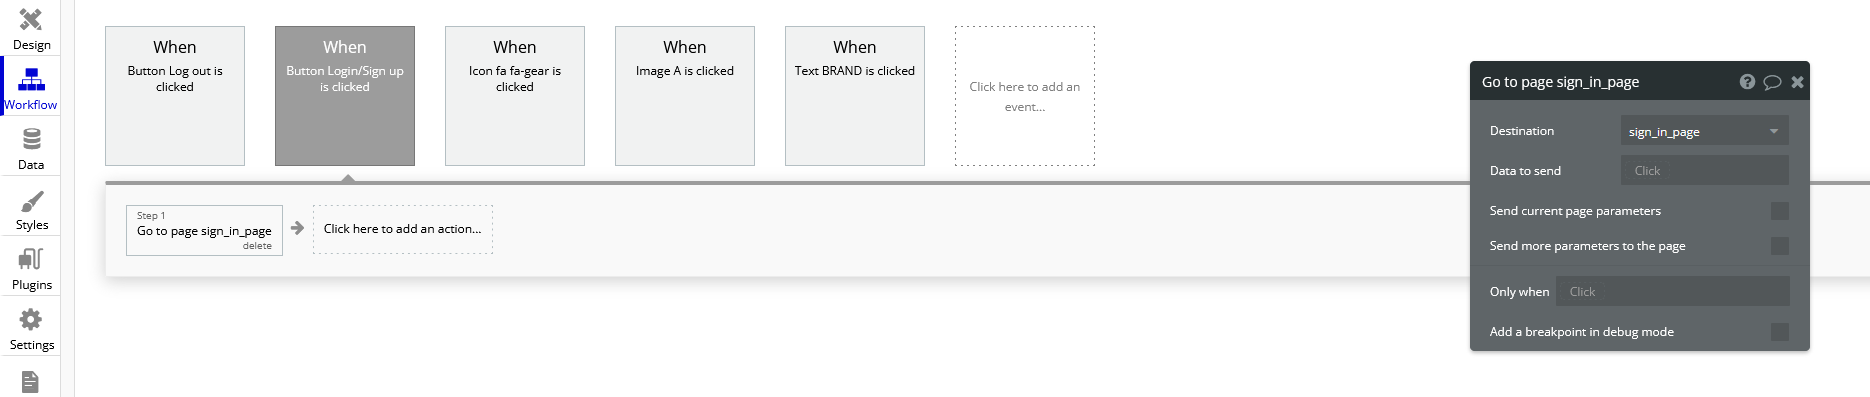 Design
Workflow
Data
Styles
Plugins
Settings
When
Button Log out is
clicked
When
Button Login/Sign up
is clicked
When
Icon fa fa-gear is
clicked
When
Image A is clicked
When
Text BRAND is clicked
Click here to add an
event...
Step 1
Go to page sign_in_page
delete
Click here to add an action...
Go to page sign_in_page
Destination
sign_in_page
Data to send
Click
Send current page parameters
Send more parameters to the page
Only when
Click
Add a breakpoint in debug mode